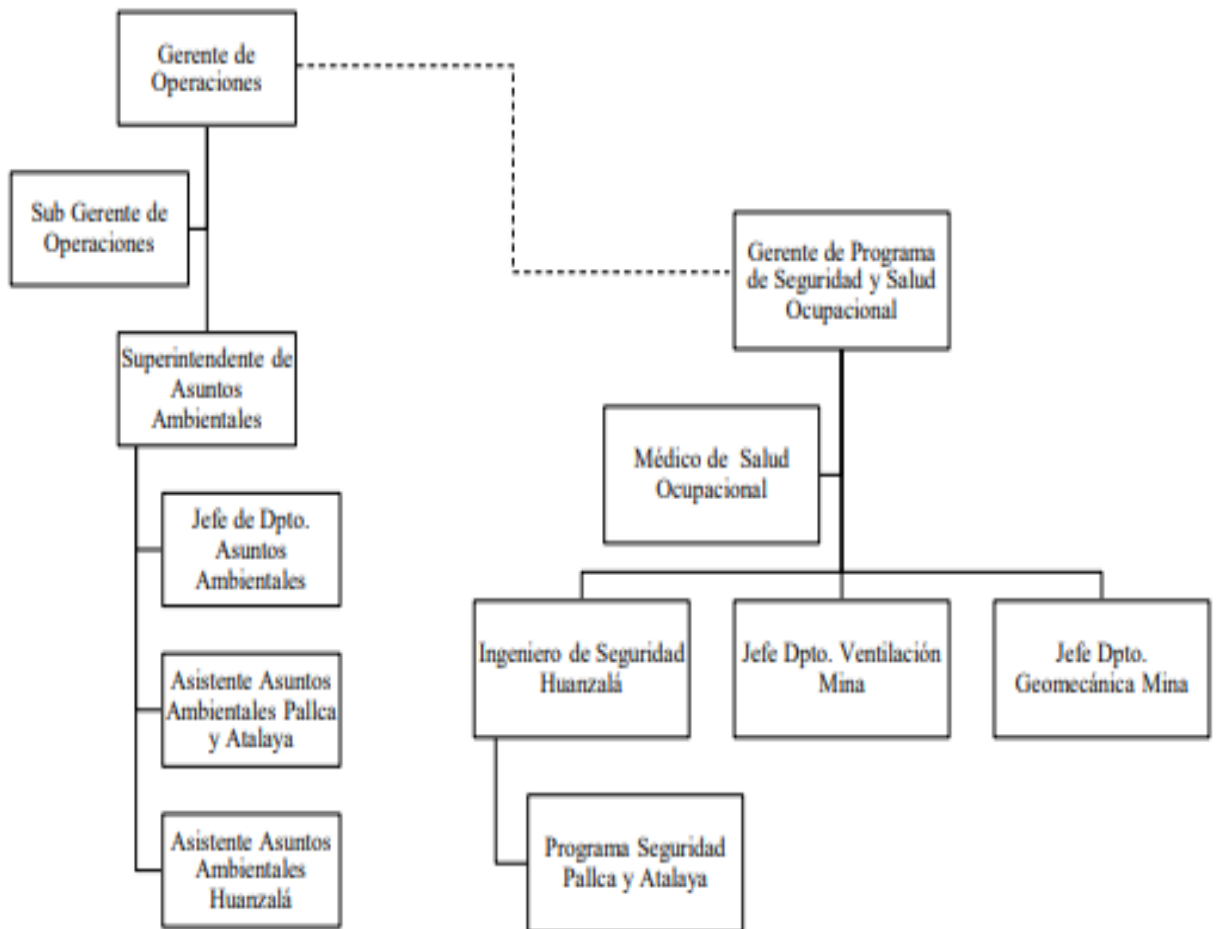 Gerente de
Operaciones
Sub Gerente de
Operaciones
Gerente de Programa
de Seguridad y Salud
Ocupacional
Superintendente de
Asuntos
Ambientales
Médico de Salud
Ocupacional
Jefe de Dpto.
Asuntos
Ambientales
Ingeniero de Seguridad
Huanzalá
Jefe Dpto. Ventilación
Mina
Jefe Dpto.
Geomecánica Mina
Asistente Asuntos
Ambientales Pallca
y Atalaya
Programa Seguridad
Pallca y Atalaya
Asistente Asuntos
Ambientales
Huanzalá